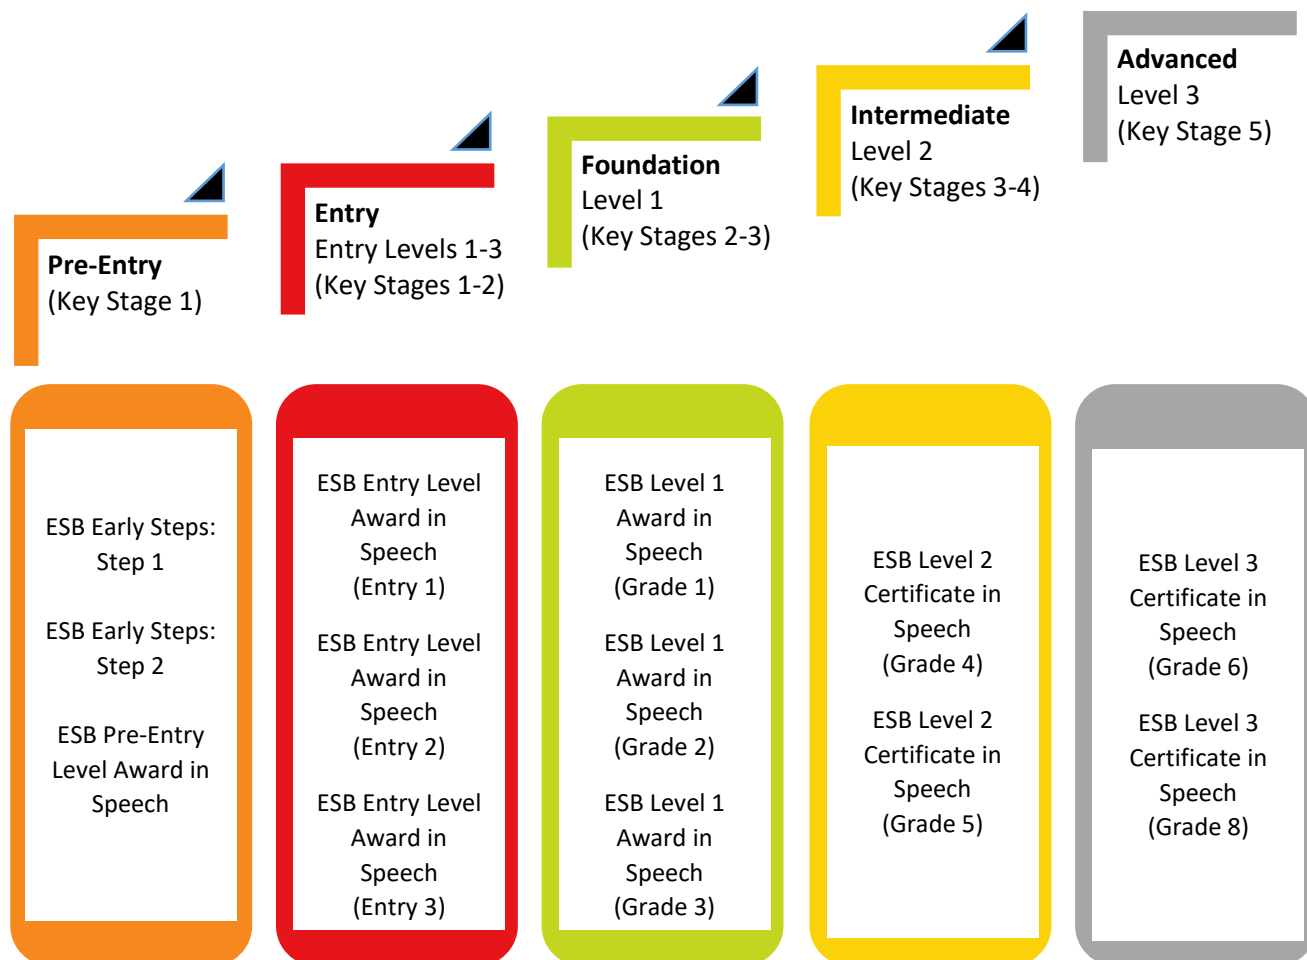 Pre-Entry
(Key Stage 1)
Entry
Entry Levels 1-3
(Key Stages 1-2)
Foundation
Level 1
(Key Stages 2-3)
Intermediate
Level 2
(Key Stages 3-4)
Advanced
Level 3
(Key Stage 5)
ESB Early Steps:
Step 1
ESB Early Steps:
Step 2
ESB Pre-Entry
Level Award in
Speech
ESB Entry Level
Award in
Speech
(Entry 1)
ESB Entry Level
Award in
Speech
(Entry 2)
ESB Entry Level
Award in
Speech
(Entry 3)
ESB Level 1
Award in
Speech
(Grade 1)
ESB Level 1
Award in
Speech
(Grade 2)
ESB Level 1
Award in
Speech
(Grade 3)
ESB Level 2
Certificate in
Speech
(Grade 4)
ESB Level 2
Certificate in
Speech
(Grade 5)
ESB Level 3
Certificate in
Speech
(Grade 6)
ESB Level 3
Certificate in
Speech
(Grade 8)